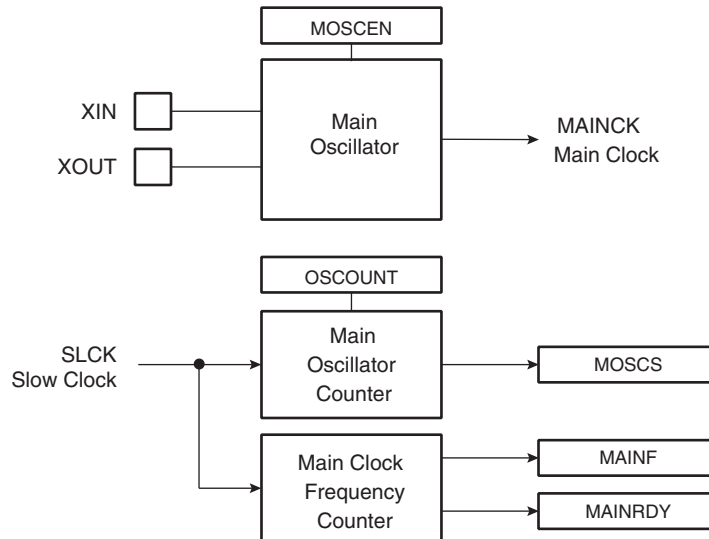 MOSCEN
XIN
XOUT
Main
Oscillator
MAINCK
Main Clock
OSCOUNT
SLCK
Slow Clock
Main
Oscillator
Counter
MOSCS
Main Clock
Frequency
Counter
MAINF
MAINRDY